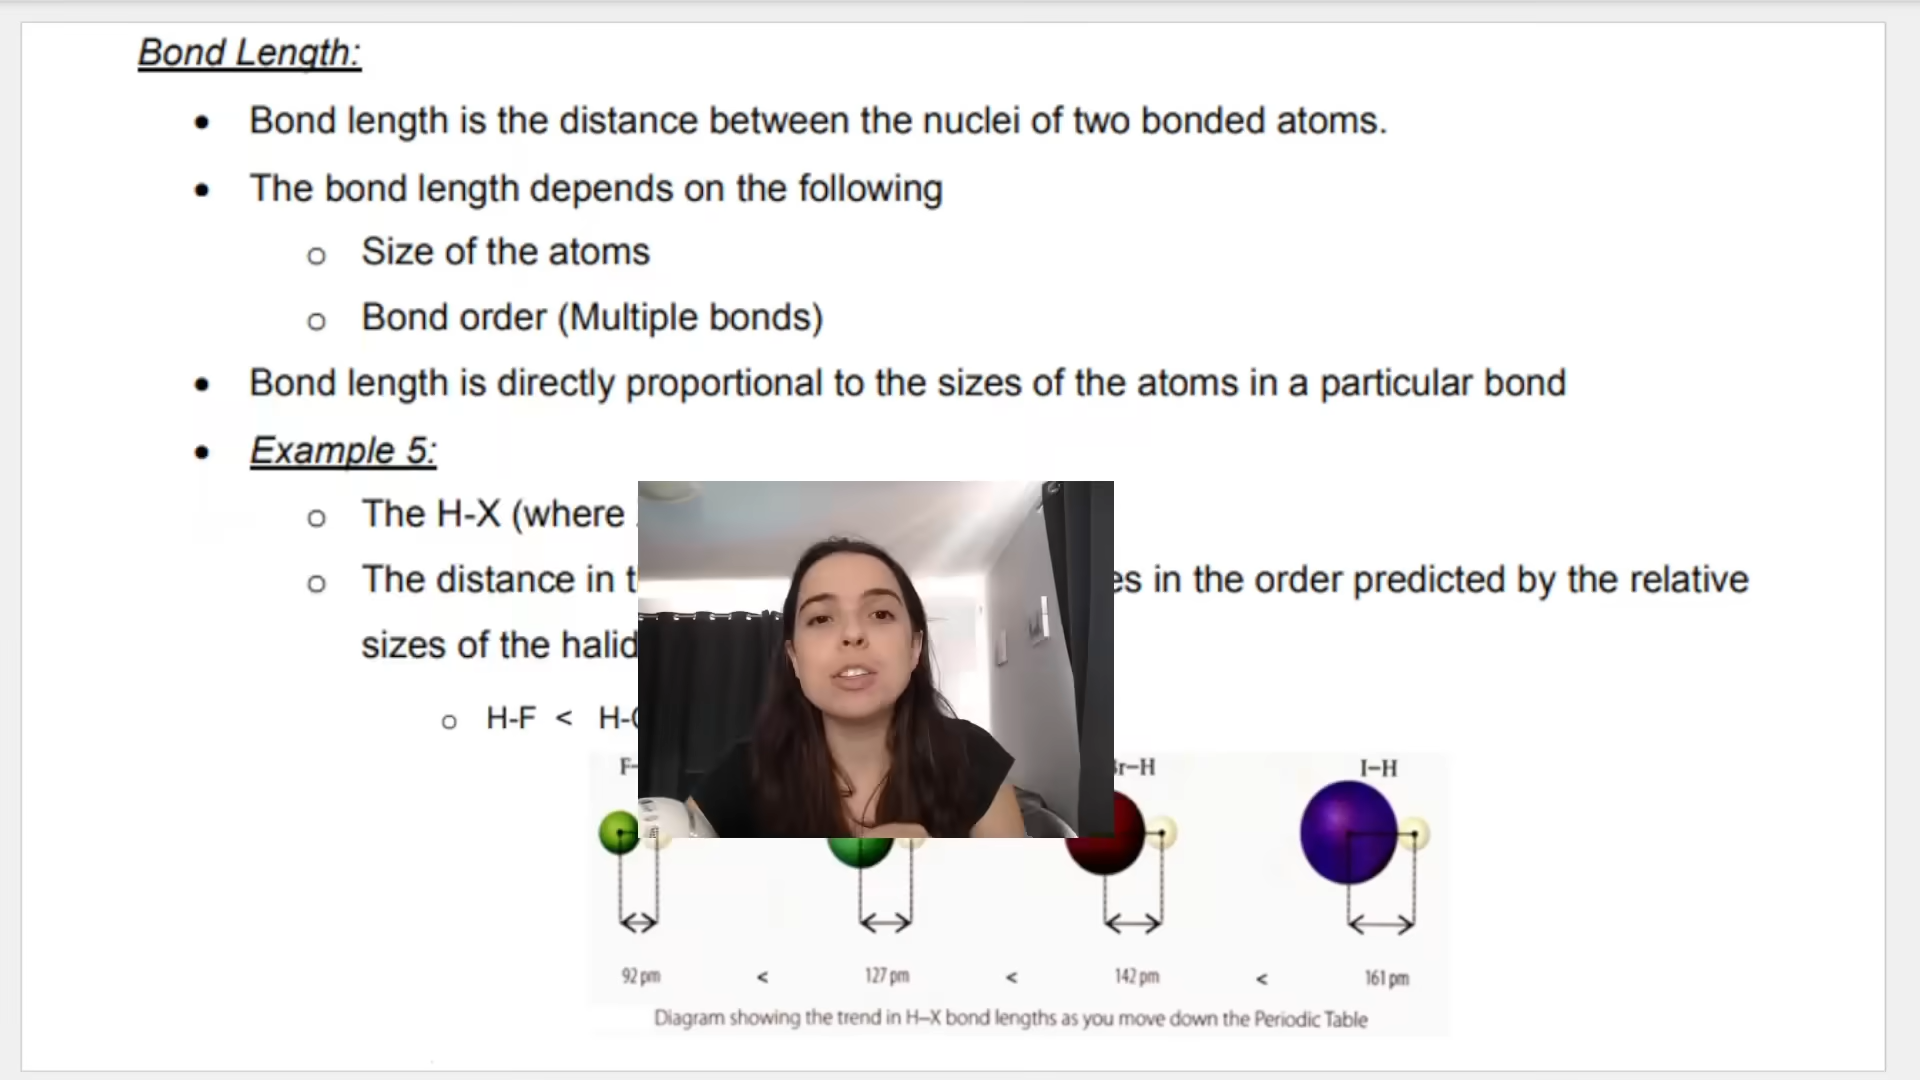 Bond Length:
• Bond length is the distance between the nuclei of two bonded atoms.
• The bond length depends on the following
o Size of the atoms
o Bond order (Multiple bonds)
• Bond length is directly proportional to the sizes of the atoms in a particular bond
• Example 5:
o The H-X (where
o The distance in in the order predicted by the relative
sizes of the
o H-F <
I–H
92 pm < 127 pm < 142 pm < 161 pm
Diagram showing the trend in H–X bond lengths as you move down the Periodic Table